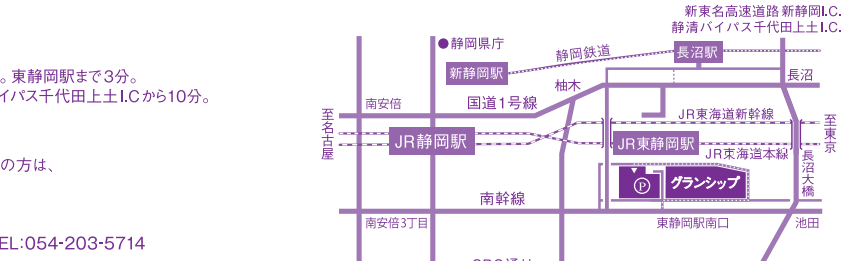 。東静岡駅まで3分。
イパス千代田上土I.Cから10分。
の方は、
EL:054-203-5714
新東名高速道路 新静岡I.C.
静清バイパス千代田上土I.C.
静岡県庁
静岡鉄道
長沼駅
新静岡駅
柚木
長沼
南安倍
国道1号線
JR東海道新幹線
至名古屋
JR静岡駅
JR東静岡駅
至東京
JR東海道本線
長沼大橋
P
グランシップ
南幹線
南安倍3丁目
東静岡駅南口
池田